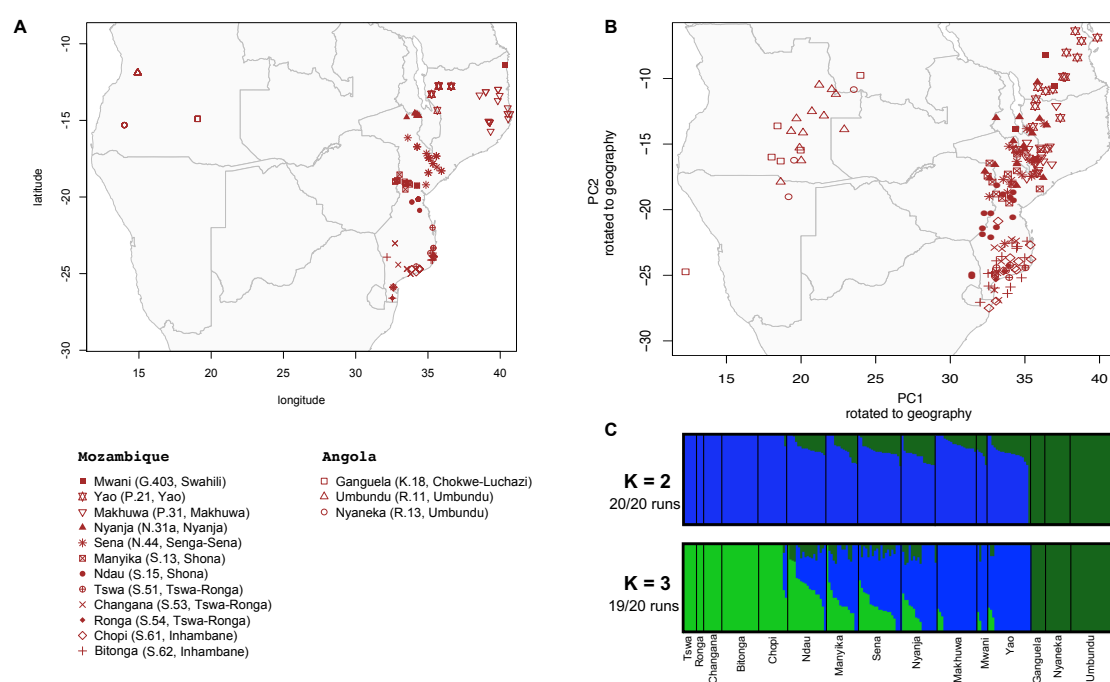 A
-10
-15
-20
-25
-30
latitude
15
20
25
30
35
40
longitude
B
-10
-15
-20
-25
-30
PC2
rotated to geography
15
20
25
30
35
40
PC1
rotated to geography
Mozambique
Mwani (G.403, Swahili)
Yao (P.21, Yao)
Makhuwa (P.31, Makhuwa)
Nyanja (N.31a, Nyanja)
Sena (N.44, Senga-Sena)
Manyika (S.13, Shona)
Ndau (S.15, Shona)
Tswa (S.51, Tswa-Ronga)
Changana (S.53, Tswa-Ronga)
Ronga (S.54, Tswa-Ronga)
Chopi (S.61, Inhambane)
Bitonga (S.62, Inhambane)
Angola
Ganguela (K.18, Chokwe-Luchazi)
Umbundu (R.11, Umbundu)
Nyaneka (R.13, Umbundu)
C
K = 2
20/20 runs
K = 3
19/20 runs
Tswa
Ronga
Changana
Bitonga
Chopi
Ndau
Manyika
Sena
Nyanja
Makhuwa
Mwani
Yao
Ganguela
Nyaneka
Umbundu